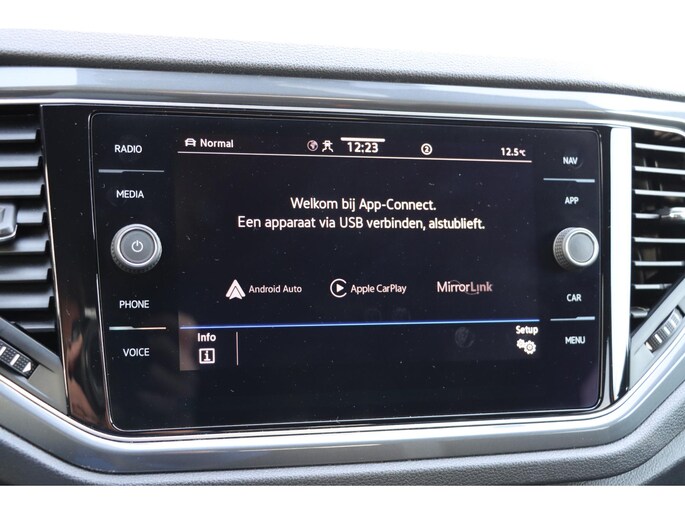 RADIO
MEDIA
PHONE
VOICE
Normal 12:23 2 12.5°C
Welkom bij App-Connect.
Een apparaat via USB verbinden, alstublieft.
Android Auto Apple CarPlay MirrorLink
Info Setup
NAV
APP
CAR
MENU